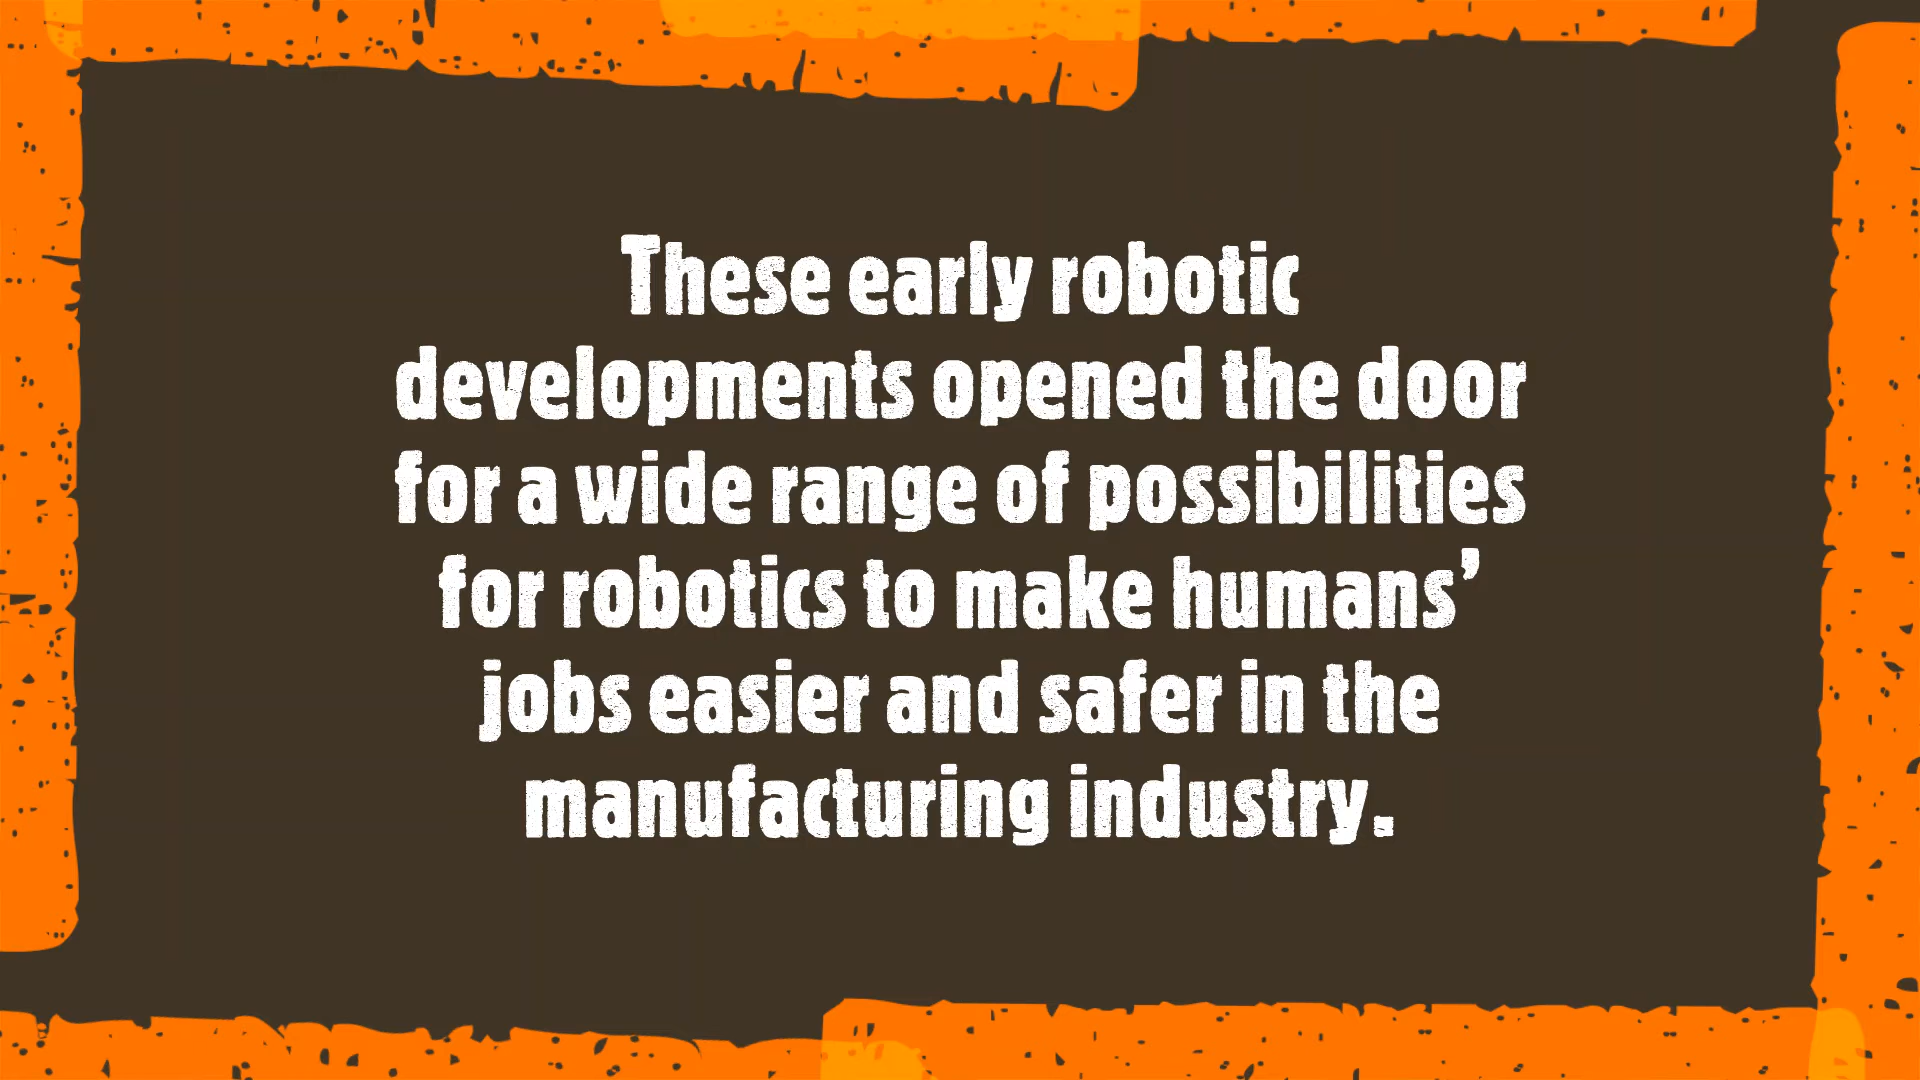 These early robotic
developments opened the door
for a wide range of possibilities
for robotics to make humans’
jobs easier and safer in the
manufacturing industry.